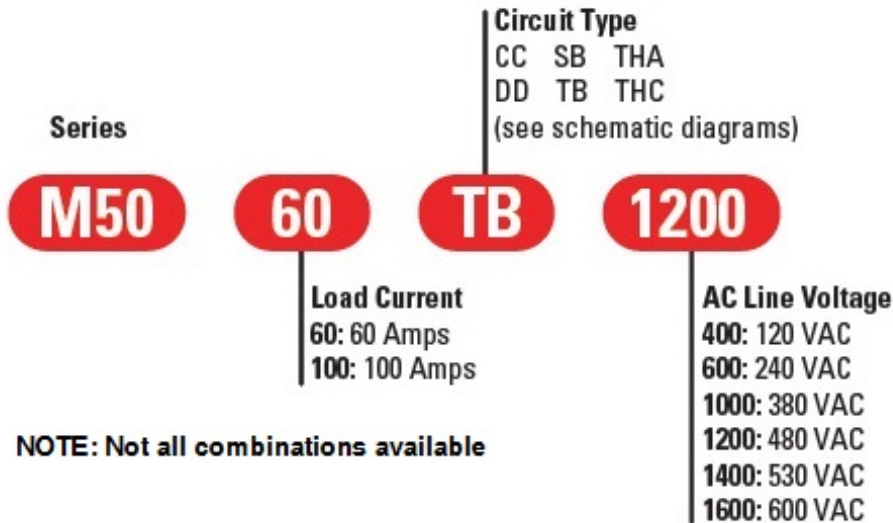 Circuit Type
CC SB THA
DD TB THC
(see schematic diagrams)
Series
M50 60 TB 1200
Load Current
60: 60 Amps
100: 100 Amps
AC Line Voltage
400: 120 VAC
600: 240 VAC
1000: 380 VAC
1200: 480 VAC
1400: 530 VAC
1600: 600 VAC
NOTE: Not all combinations available